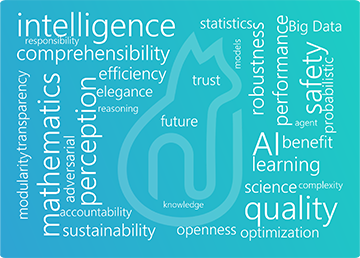 intelligence
responsibility
comprehensibility
efficiency
elegance
reasoning
statistics
models
Big Data
robustness
performance
safety
probabilistic
trust
future
agent
AI
benefit
learning
modularity
transparency
mathematics
adversarial
perception
accountability
sustainability
knowledge
science
complexity
quality
openness
optimization